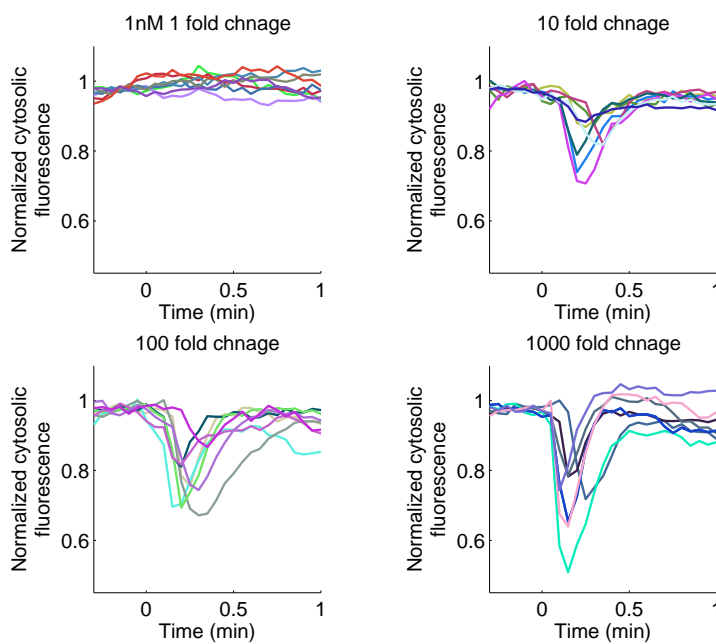 1nM 1 fold chnage
Normalized cytosolic
fluorescence
1
0.8
0.6
0
0.5
1
Time (min)
10 fold chnage
Normalized cytosolic
fluorescence
1
0.8
0.6
0
0.5
1
Time (min)
100 fold chnage
Normalized cytosolic
fluorescence
1
0.8
0.6
0
0.5
1
Time (min)
1000 fold chnage
Normalized cytosolic
fluorescence
1
0.8
0.6
0
0.5
1
Time (min)